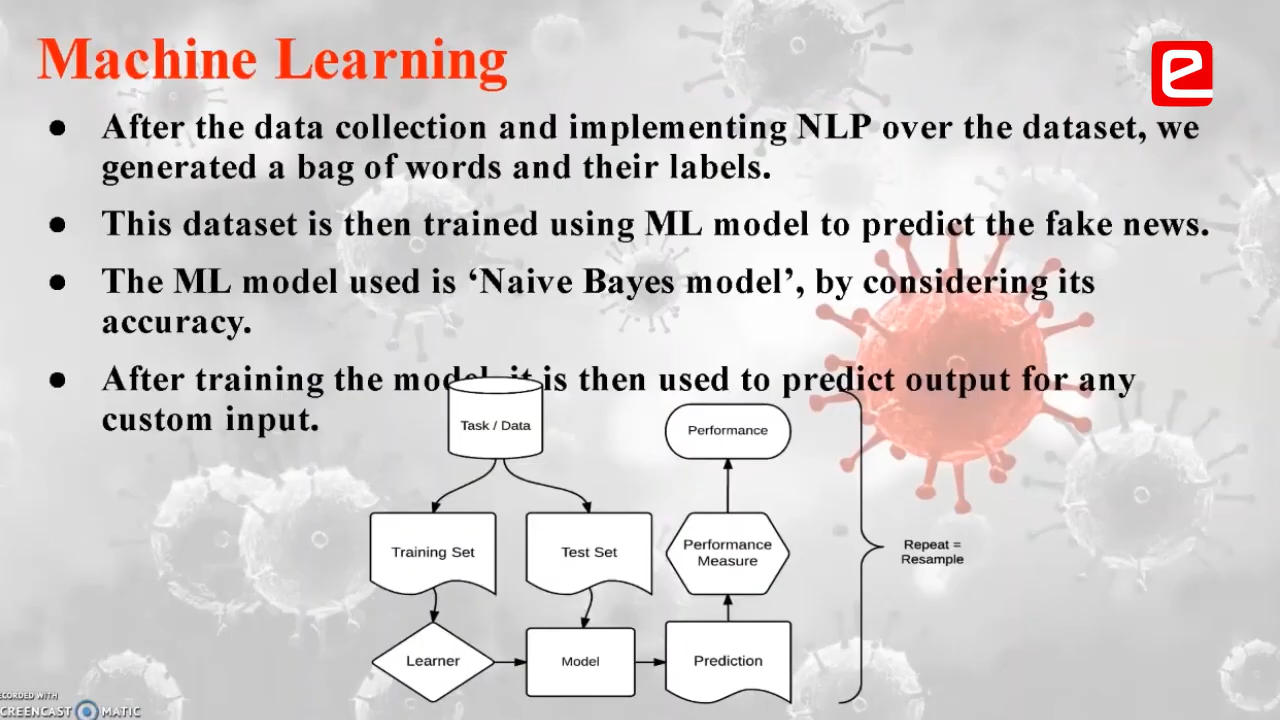 Machine Learning
e
● After the data collection and implementing NLP over the dataset, we
generated a bag of words and their labels.
● This dataset is then trained using ML model to predict the fake news.
● The ML model used is ‘Naive Bayes model’, by considering its
accuracy.
● After training the model, it is then used to predict output for any
custom input.
Task / Data
Performance
Training Set
Test Set
Performance
Measure
Repeat =
Resample
Learner
Model
Prediction
ECORDED WITH
CREENCAST MATIC